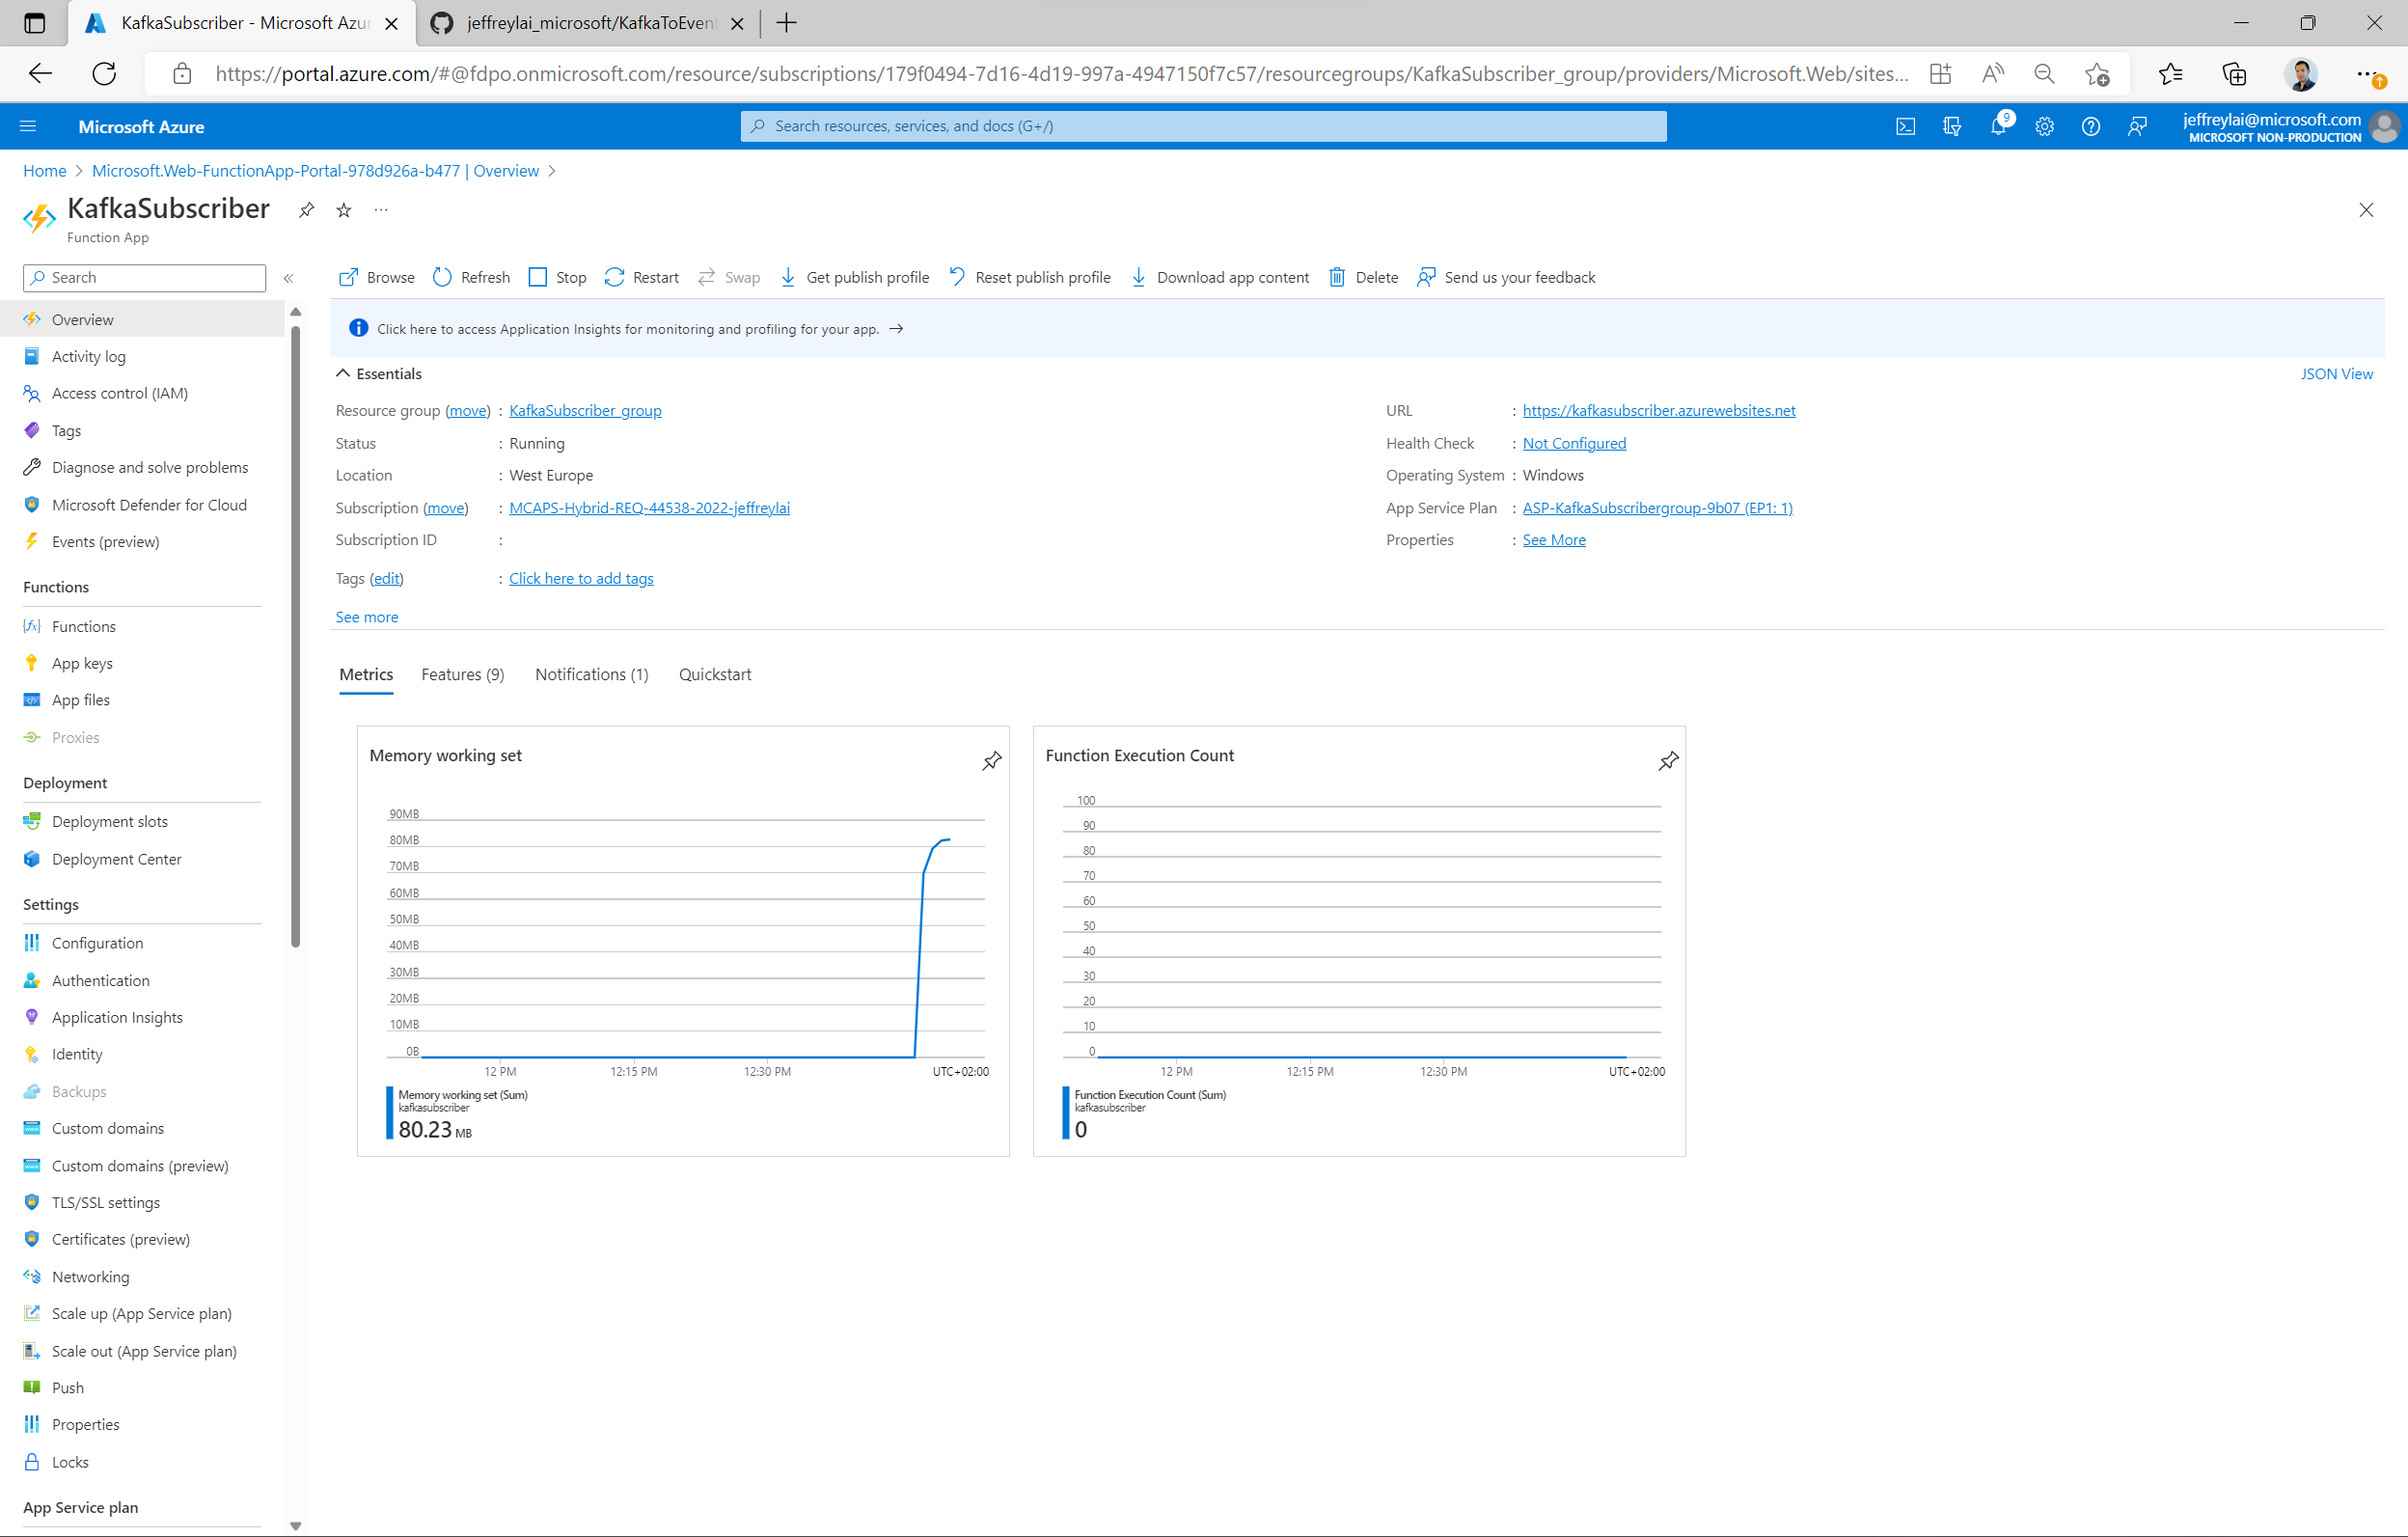 KafkaSubscriber - Microsoft Azu
jeffreylai_microsoft/KafkaToEven
https://portal.azure.com/#@fdpo.onmicrosoft.com/resource/subscriptions/179f0494-7d16-4d19-997a-4947150f7c57/resourcegroups/KafkaSubscriber_group/providers/Microsoft.Web/sites...
Microsoft Azure
Search resources, services, and docs (G+/)
9
jeffreylai@microsoft.com
MICROSOFT NON-PRODUCTION
Home > Microsoft.Web-FunctionApp-Portal-978d926a-b477 | Overview >
KafkaSubscriber
Function App
Search
Overview
Activity log
Access control (IAM)
Tags
Diagnose and solve problems
Microsoft Defender for Cloud
Events (preview)
Functions
Functions
App keys
App files
Proxies
Deployment
Deployment slots
Deployment Center
Settings
Configuration
Authentication
Application Insights
Identity
Backups
Custom domains
Custom domains (preview)
TLS/SSL settings
Certificates (preview)
Networking
Scale up (App Service plan)
Scale out (App Service plan)
Push
Properties
Locks
App Service plan
Browse Refresh Stop Restart Swap Get publish profile Reset publish profile Download app content Delete Send us your feedback
Click here to access Application Insights for monitoring and profiling for your app. →
Essentials
JSON View
Resource group (move) : KafkaSubscriber_group
Status : Running
Location : West Europe
Subscription (move) : MCAPS-Hybrid-REQ-44538-2022-jeffreylai
Subscription ID :
Tags (edit) : Click here to add tags
See more
URL : https://kafkasubscriber.azurewebsites.net
Health Check : Not Configured
Operating System : Windows
App Service Plan : ASP-KafkaSubscribergroup-9b07 (EP1: 1)
Properties : See More
Metrics Features (9) Notifications (1) Quickstart
Memory working set
90MB
80MB
70MB
60MB
50MB
40MB
30MB
20MB
10MB
0B
12 PM 12:15 PM 12:30 PM UTC+02:00
Memory working set (Sum)
kafkasubscriber
80.23 MB
Function Execution Count
100
90
80
70
60
50
40
30
20
10
0
12 PM 12:15 PM 12:30 PM UTC+02:00
Function Execution Count (Sum)
kafkasubscriber
0